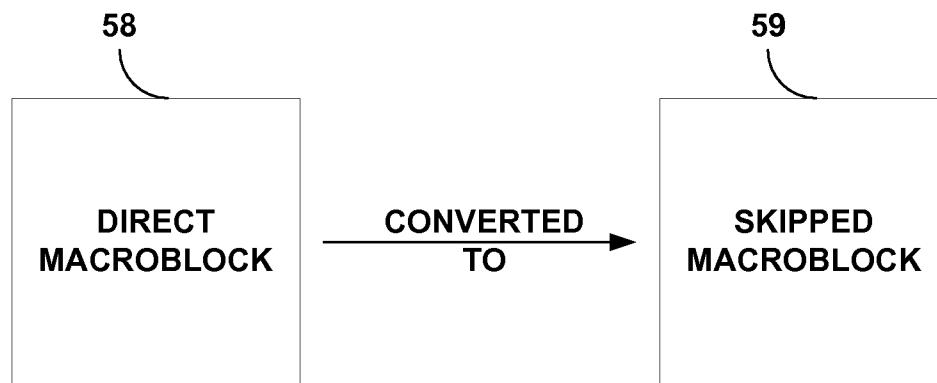 58
59
DIRECT
MACROBLOCK
CONVERTED
TO
SKIPPED
MACROBLOCK